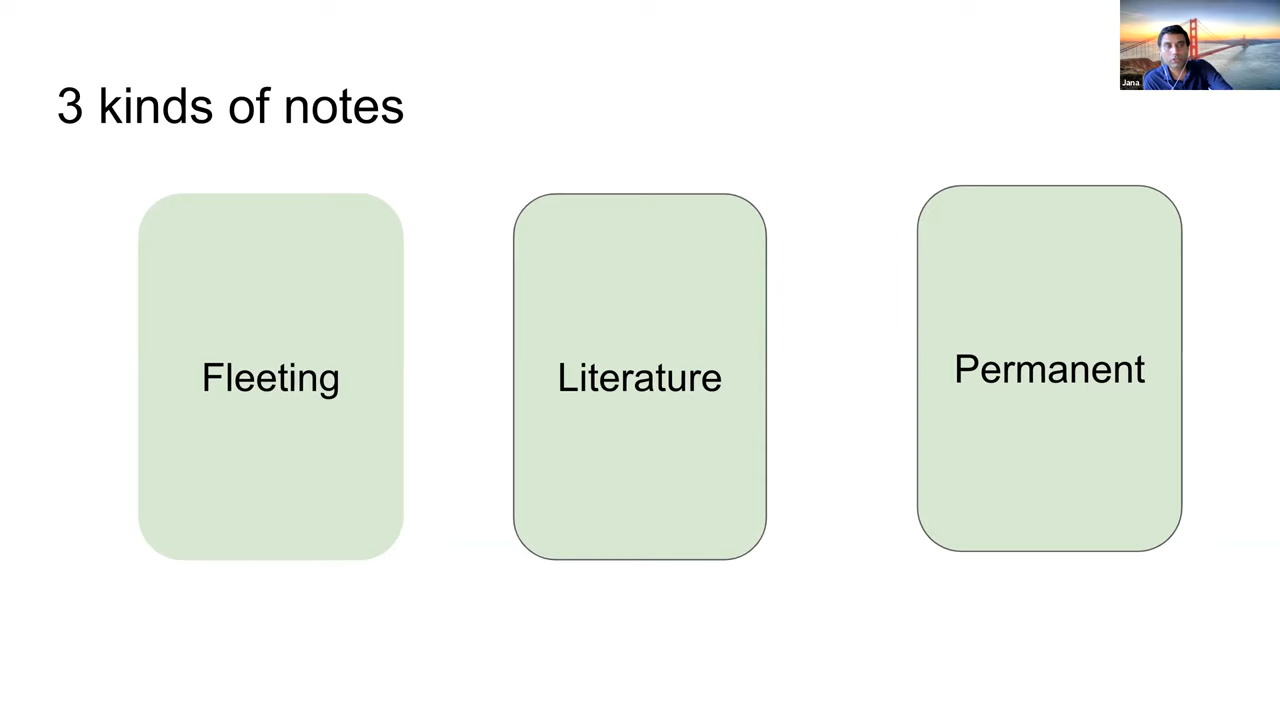 3 kinds of notes
Fleeting
Literature
Permanent
Jana